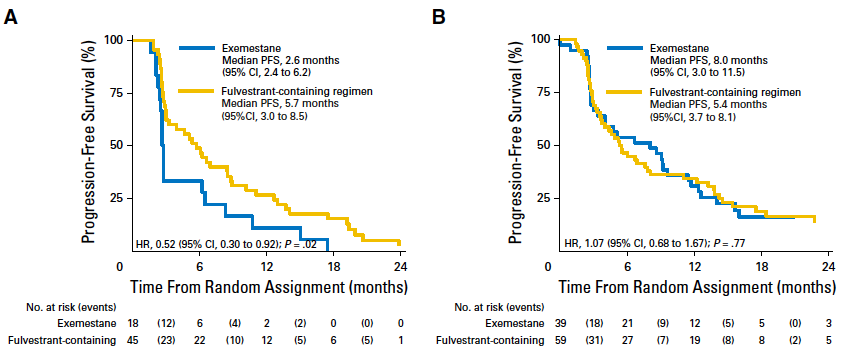 A
Progression-Free Survival (%)
100
75
50
25
Exemestane
Median PFS, 2.6 months
(95% CI, 2.4 to 6.2)
Fulvestrant-containing regimen
Median PFS, 5.7 months
(95%CI, 3.0 to 8.5)
HR, 0.52 (95% CI, 0.30 to 0.92); P = .02
0 6 12 18 24
Time From Random Assignment (months)
No. at risk (events)
Exemestane 18 (12) 6 (4) 2 (2) 0 (0) 0
Fulvestrant-containing 45 (23) 22 (10) 12 (5) 6 (5) 1
B
Progression-Free Survival (%)
100
75
50
25
Exemestane
Median PFS, 8.0 months
(95% CI, 3.0 to 11.5)
Fulvestrant-containing regimen
Median PFS, 5.4 months
(95%CI, 3.7 to 8.1)
HR, 1.07 (95% CI, 0.68 to 1.67); P = .77
0 6 12 18 24
Time From Random Assignment (months)
No. at risk (events)
Exemestane 39 (18) 21 (9) 12 (5) 5 (0) 3
Fulvestrant-containing 59 (31) 27 (7) 19 (8) 8 (2) 5